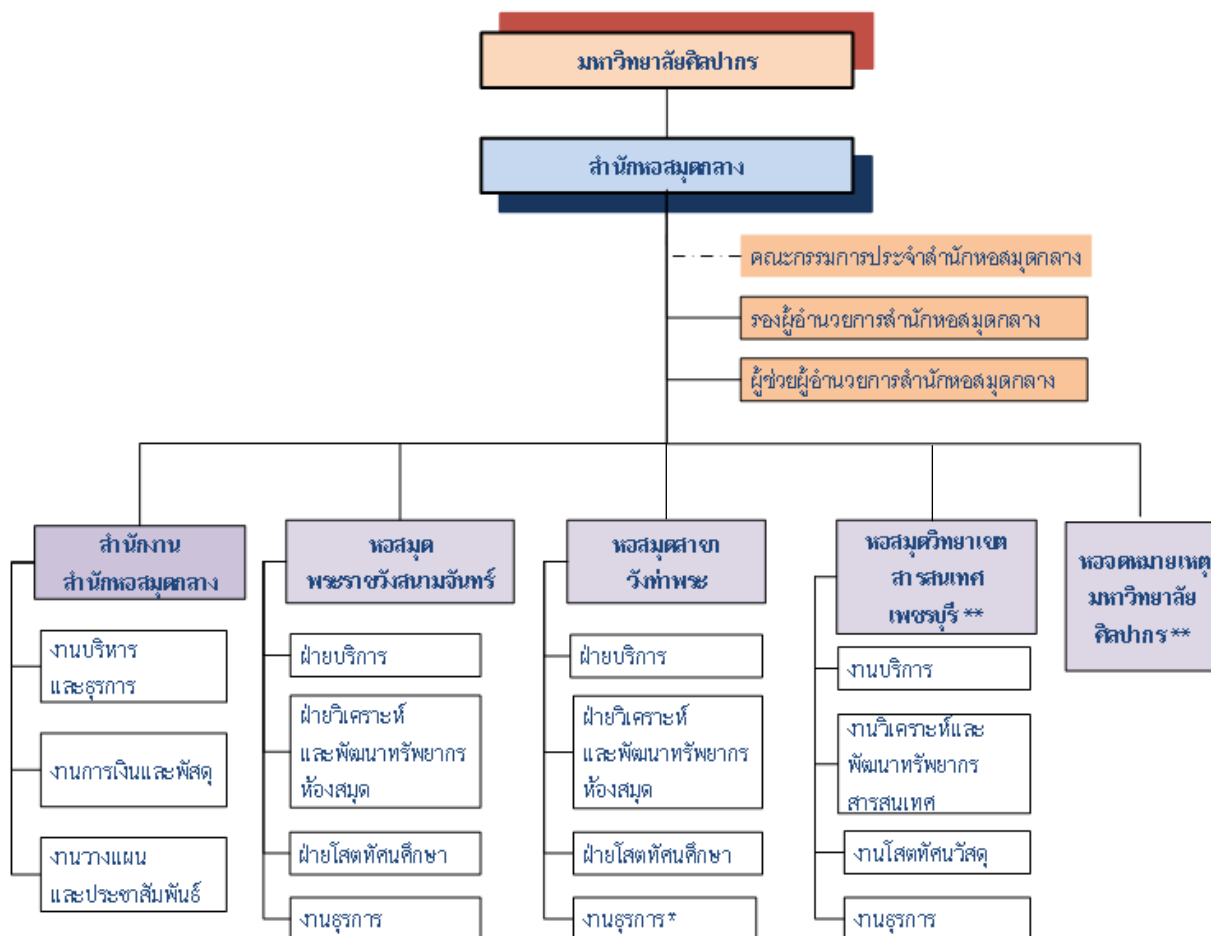 มหาวิทยาลัยศิลปากร
สำนักหอสมุดกลาง
คณะกรรมการประจำสำนักหอสมุดกลาง
รองผู้อำนวยการสำนักหอสมุดกลาง
ผู้ช่วยผู้อำนวยการสำนักหอสมุดกลาง
สำนักงาน
สำนักหอสมุดกลาง
งานบริหาร
และธุรการ
งานการเงินและพัสดุ
งานวางแผน
และประชาสัมพันธ์
หอสมุด
พระราชวังสนามจันทร์
ฝ่ายบริการ
ฝ่ายวิเคราะห์
และพัฒนาทรัพยากร
ห้องสมุด
ฝ่ายโสตทัศนศึกษา
งานธุรการ
หอสมุดสาขา
วังท่าพระ
ฝ่ายบริการ
ฝ่ายวิเคราะห์
และพัฒนาทรัพยากร
ห้องสมุด
ฝ่ายโสตทัศนศึกษา
งานธุรการ*
หอสมุดวิทยาเขต
สารสนเทศ
เพชรบุรี **
งานบริการ
งานวิเคราะห์และ
พัฒนาทรัพยากร
สารสนเทศ
งานโสตทัศนวัสดุ
งานธุรการ
หอจดหมายเหตุ
มหาวิทยาลัย
ศิลปากร **